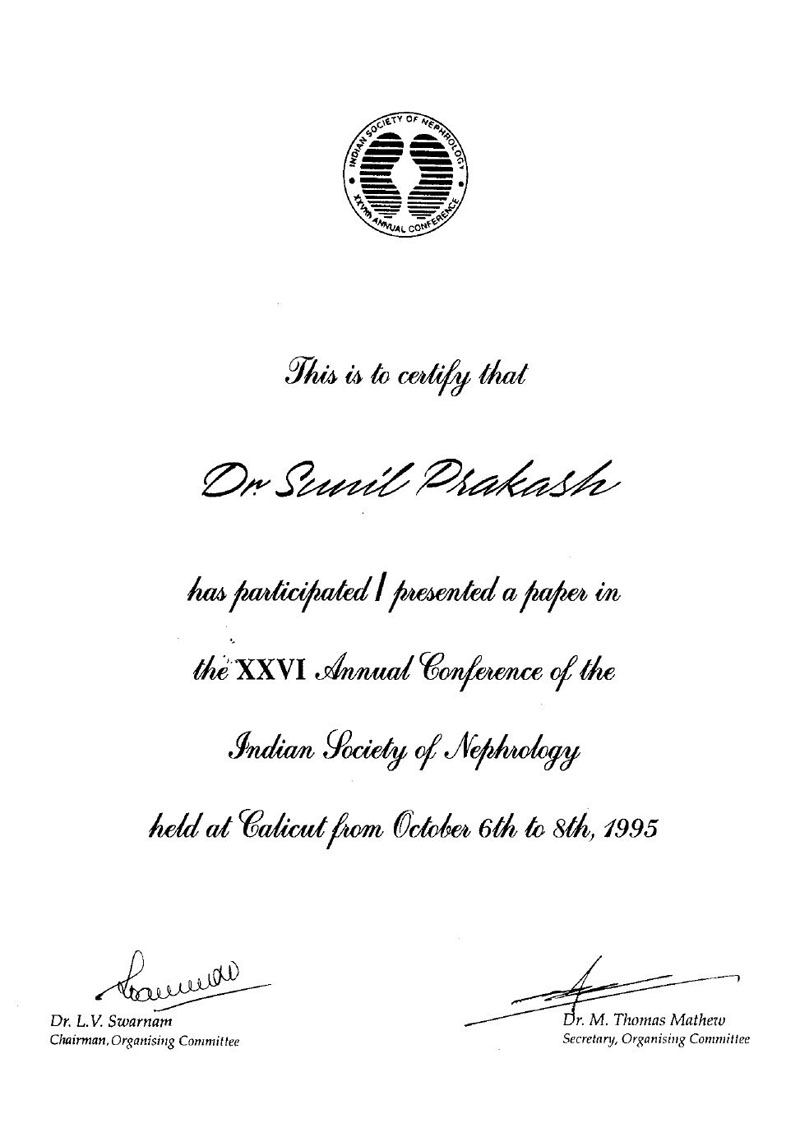 INDIAN SOCIETY OF NEPHROLOGY
XXVIth ANNUAL CONFERENCE
This is to certify that
Dr. Sunil Prakash
has participated / presented a paper in
the XXVI Annual Conference of the
Indian Society of Nephrology
held at Calicut from October 6th to 8th, 1995
Dr. L.V. Swarnam
Chairman, Organising Committee
Dr. M. Thomas Mathew
Secretary, Organising Committee